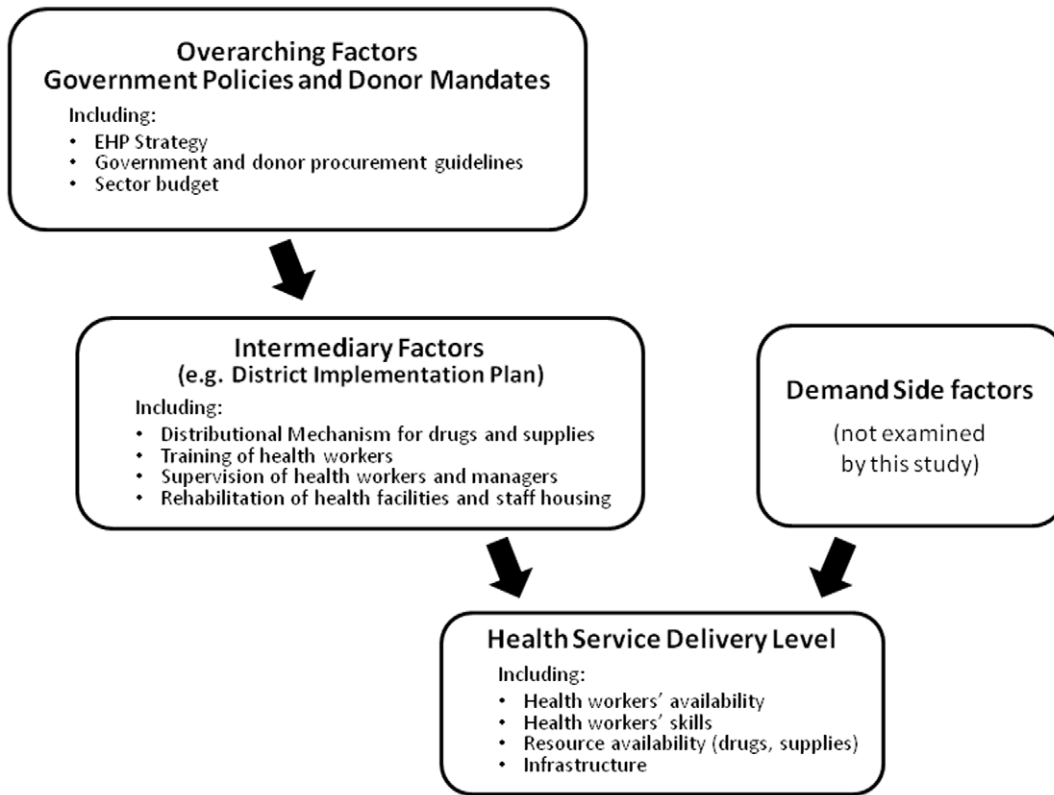 Overarching Factors
Government Policies and Donor Mandates
Including:
• EHP Strategy
• Government and donor procurement guidelines
• Sector budget
Intermediary Factors
(e.g. District Implementation Plan)
Including:
• Distributional Mechanism for drugs and supplies
• Training of health workers
• Supervision of health workers and managers
• Rehabilitation of health facilities and staff housing
Demand Side factors
(not examined
by this study)
Health Service Delivery Level
Including:
• Health workers’ availability
• Health workers’ skills
• Resource availability (drugs, supplies)
• Infrastructure